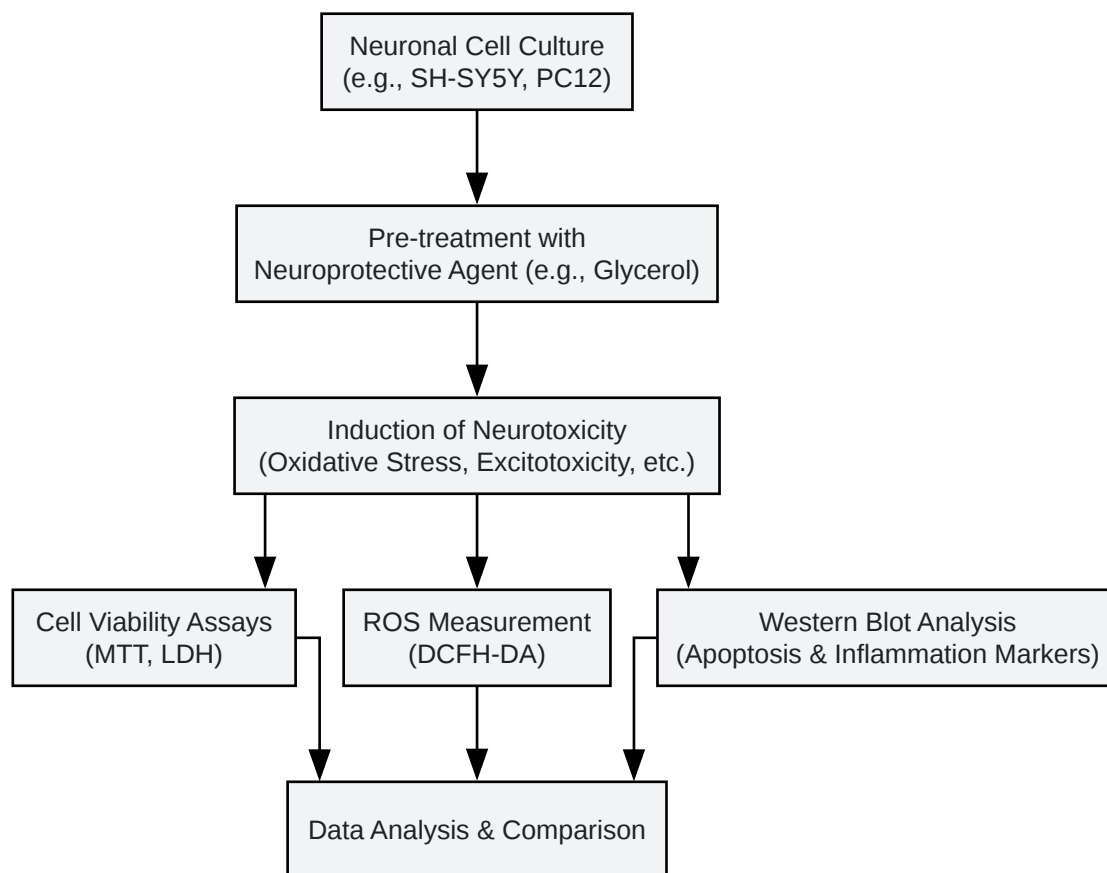 Neuronal Cell Culture
(e.g., SH-SY5Y, PC12)
Pre-treatment with
Neuroprotective Agent (e.g., Glycerol)
Induction of Neurotoxicity
(Oxidative Stress, Excitotoxicity, etc.)
Cell Viability Assays
(MTT, LDH)
ROS Measurement
(DCFH-DA)
Western Blot Analysis
(Apoptosis & Inflammation Markers)
Data Analysis & Comparison